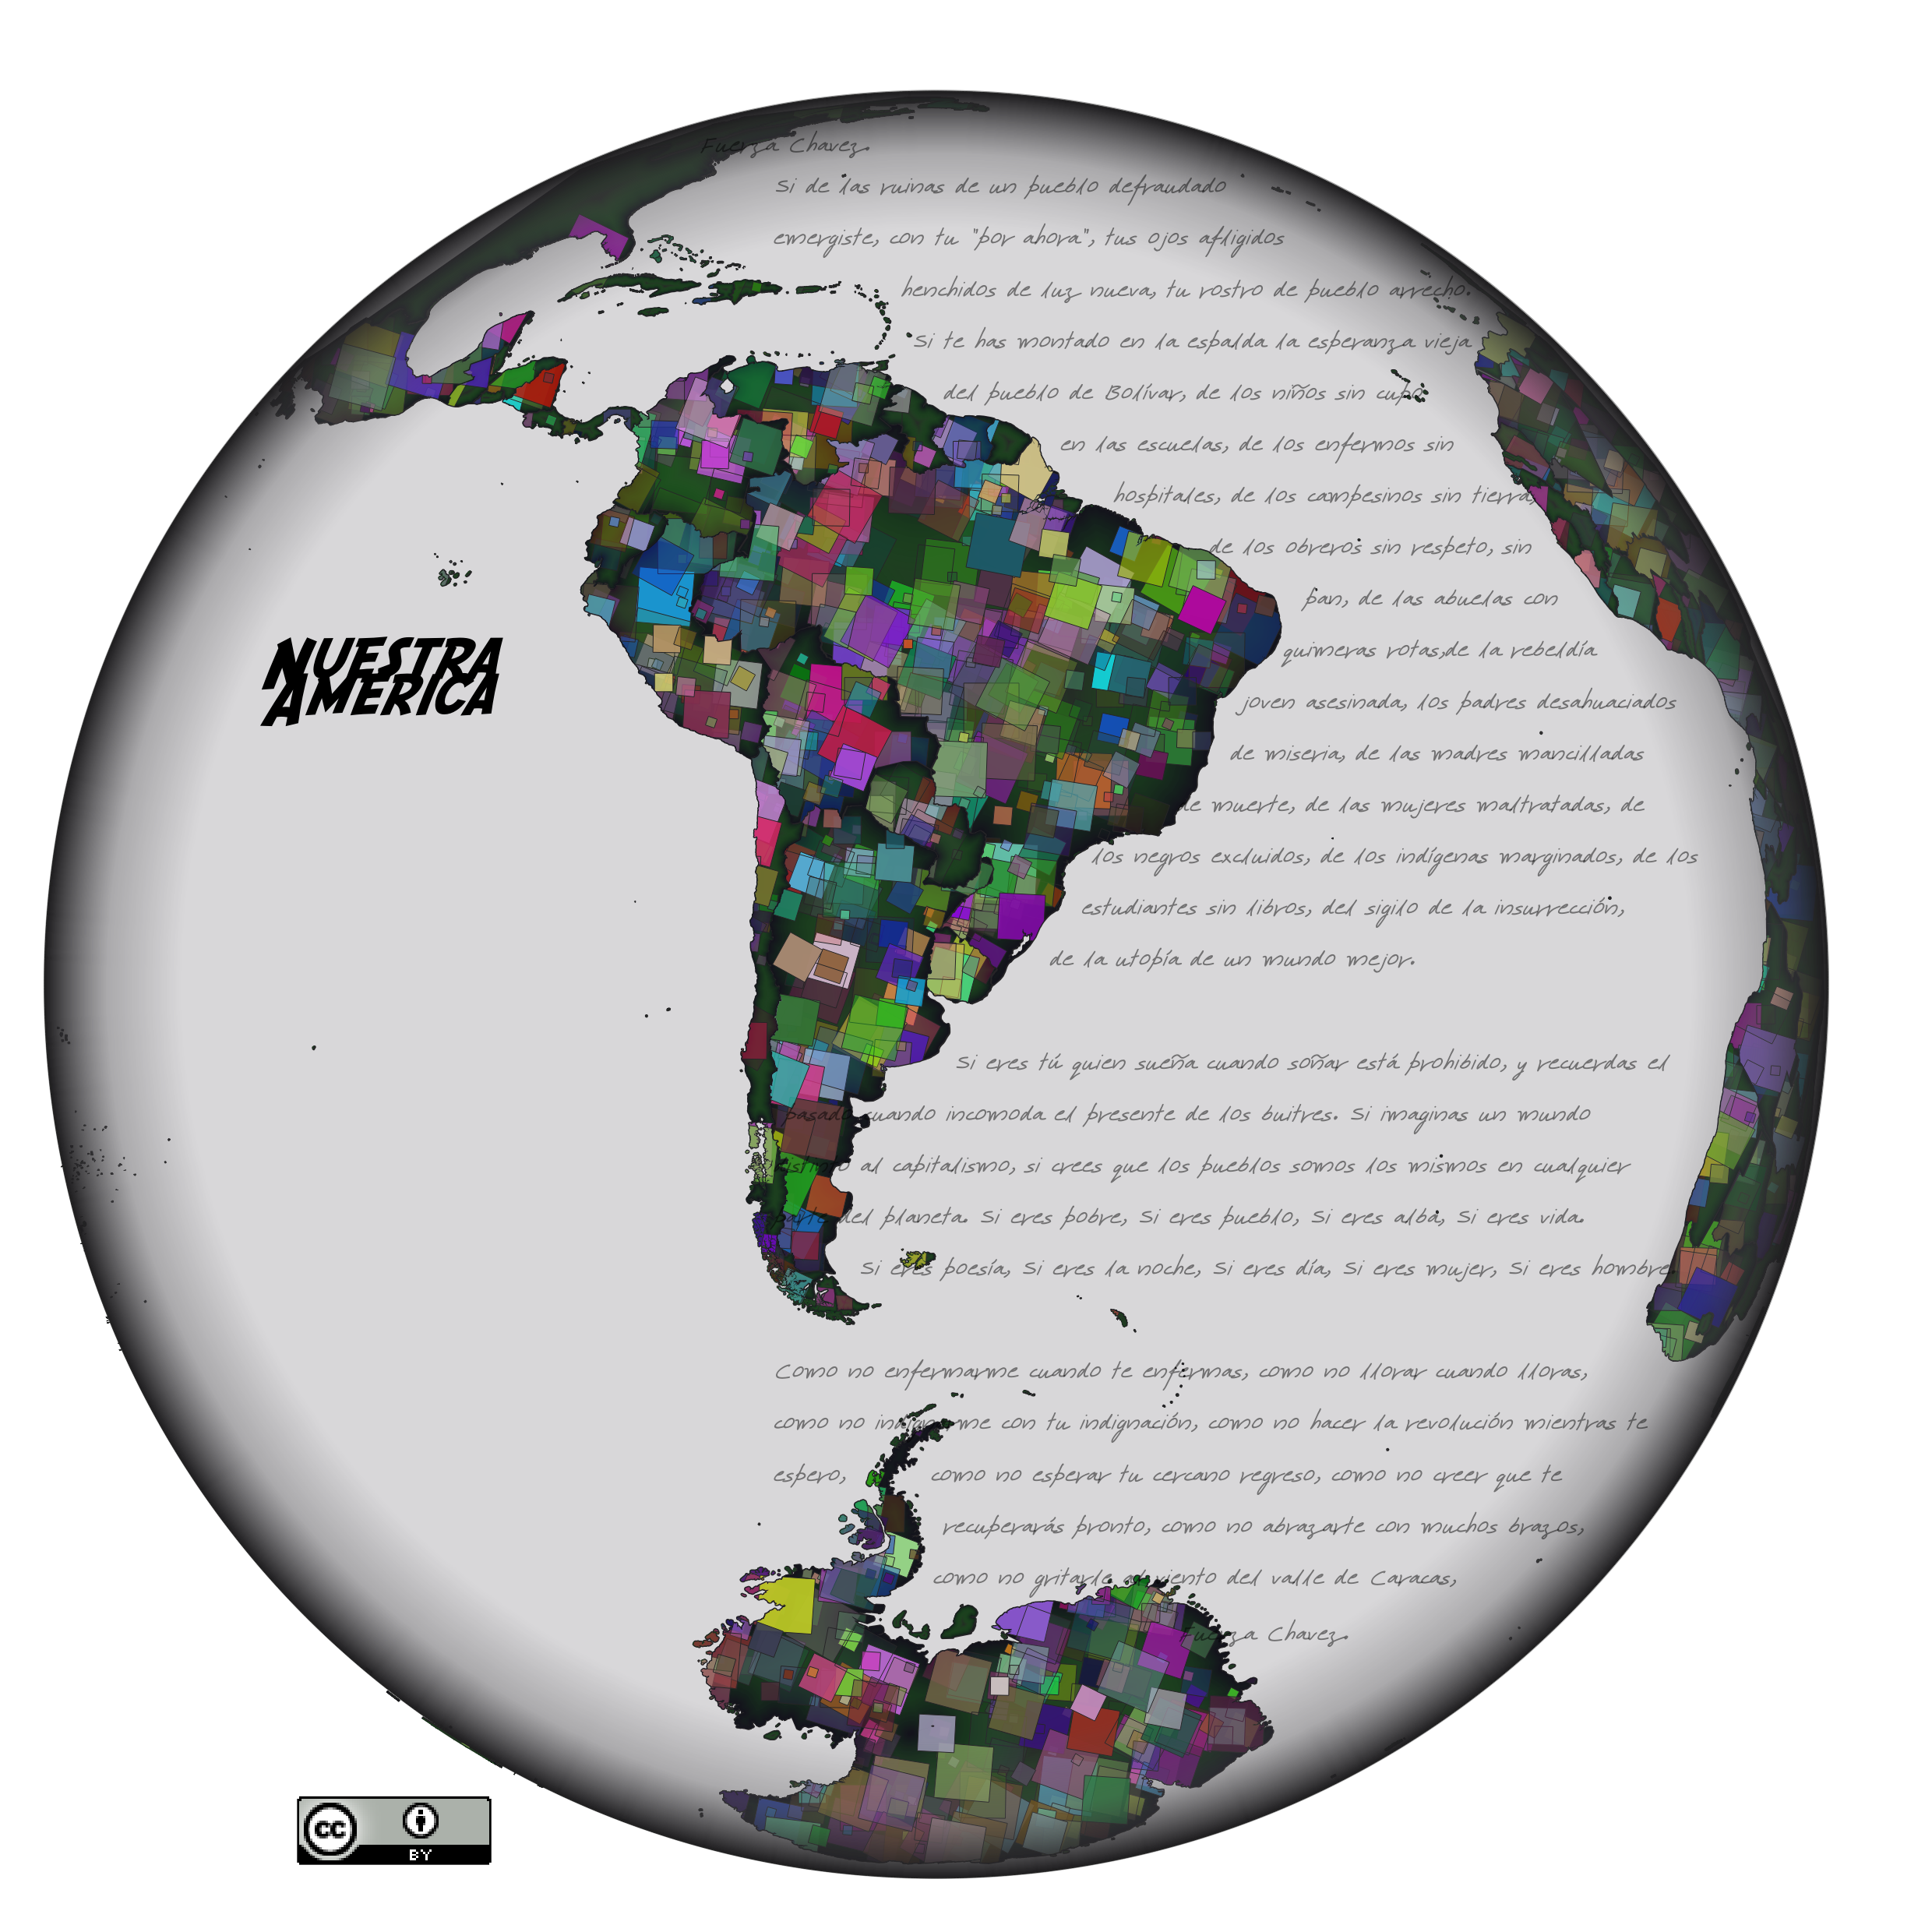 Fuerza Chavez.
Si de las ruinas de un pueblo defraudado
emergiste, con tu "por ahora", tus ojos afligidos
henchidos de luz nueva, tu rostro de pueblo arrecho.
Si te has montado en la espalda la esperanza vieja
del pueblo de Bolívar, de los niños sin cupo
en las escuelas, de los enfermos sin
hospitales, de los campesinos sin tierra,
de los obreros sin respeto, sin
pan, de las abuelas con
quimeras rotas,de la rebeldía
NUESTRA
AMERICA
joven asesinada, los padres desahuaciados
de miseria, de las madres mancilladas
de muerte, de las mujeres maltratadas, de
los negros excluidos, de los indígenas marginados, de los
estudiantes sin libros, del sigilo de la insurrección,
de la utopía de un mundo mejor.
Si eres tú quien sueña cuando soñar está prohibido, y recuerdas el
pasado cuando incomoda el presente de los buitres. Si imaginas un mundo
al capitalismo, si crees que los pueblos somos los mismos en cualquier
parte del planeta. Si eres pobre, Si eres pueblo, Si eres alba, Si eres vida.
Si eres poesía, Si eres la noche, Si eres día, Si eres mujer, Si eres hombre.
Como no enfermarme cuando te enfermas, como no llorar cuando lloras,
como no indignarme con tu indignación, como no hacer la revolución mientras te
espero, como no esperar tu cercano regreso, como no creer que te
recuperarás pronto, como no abrazarte con muchos brazos,
como no gritarle al viento del valle de Caracas,
Fuerza Chavez.
CC BY